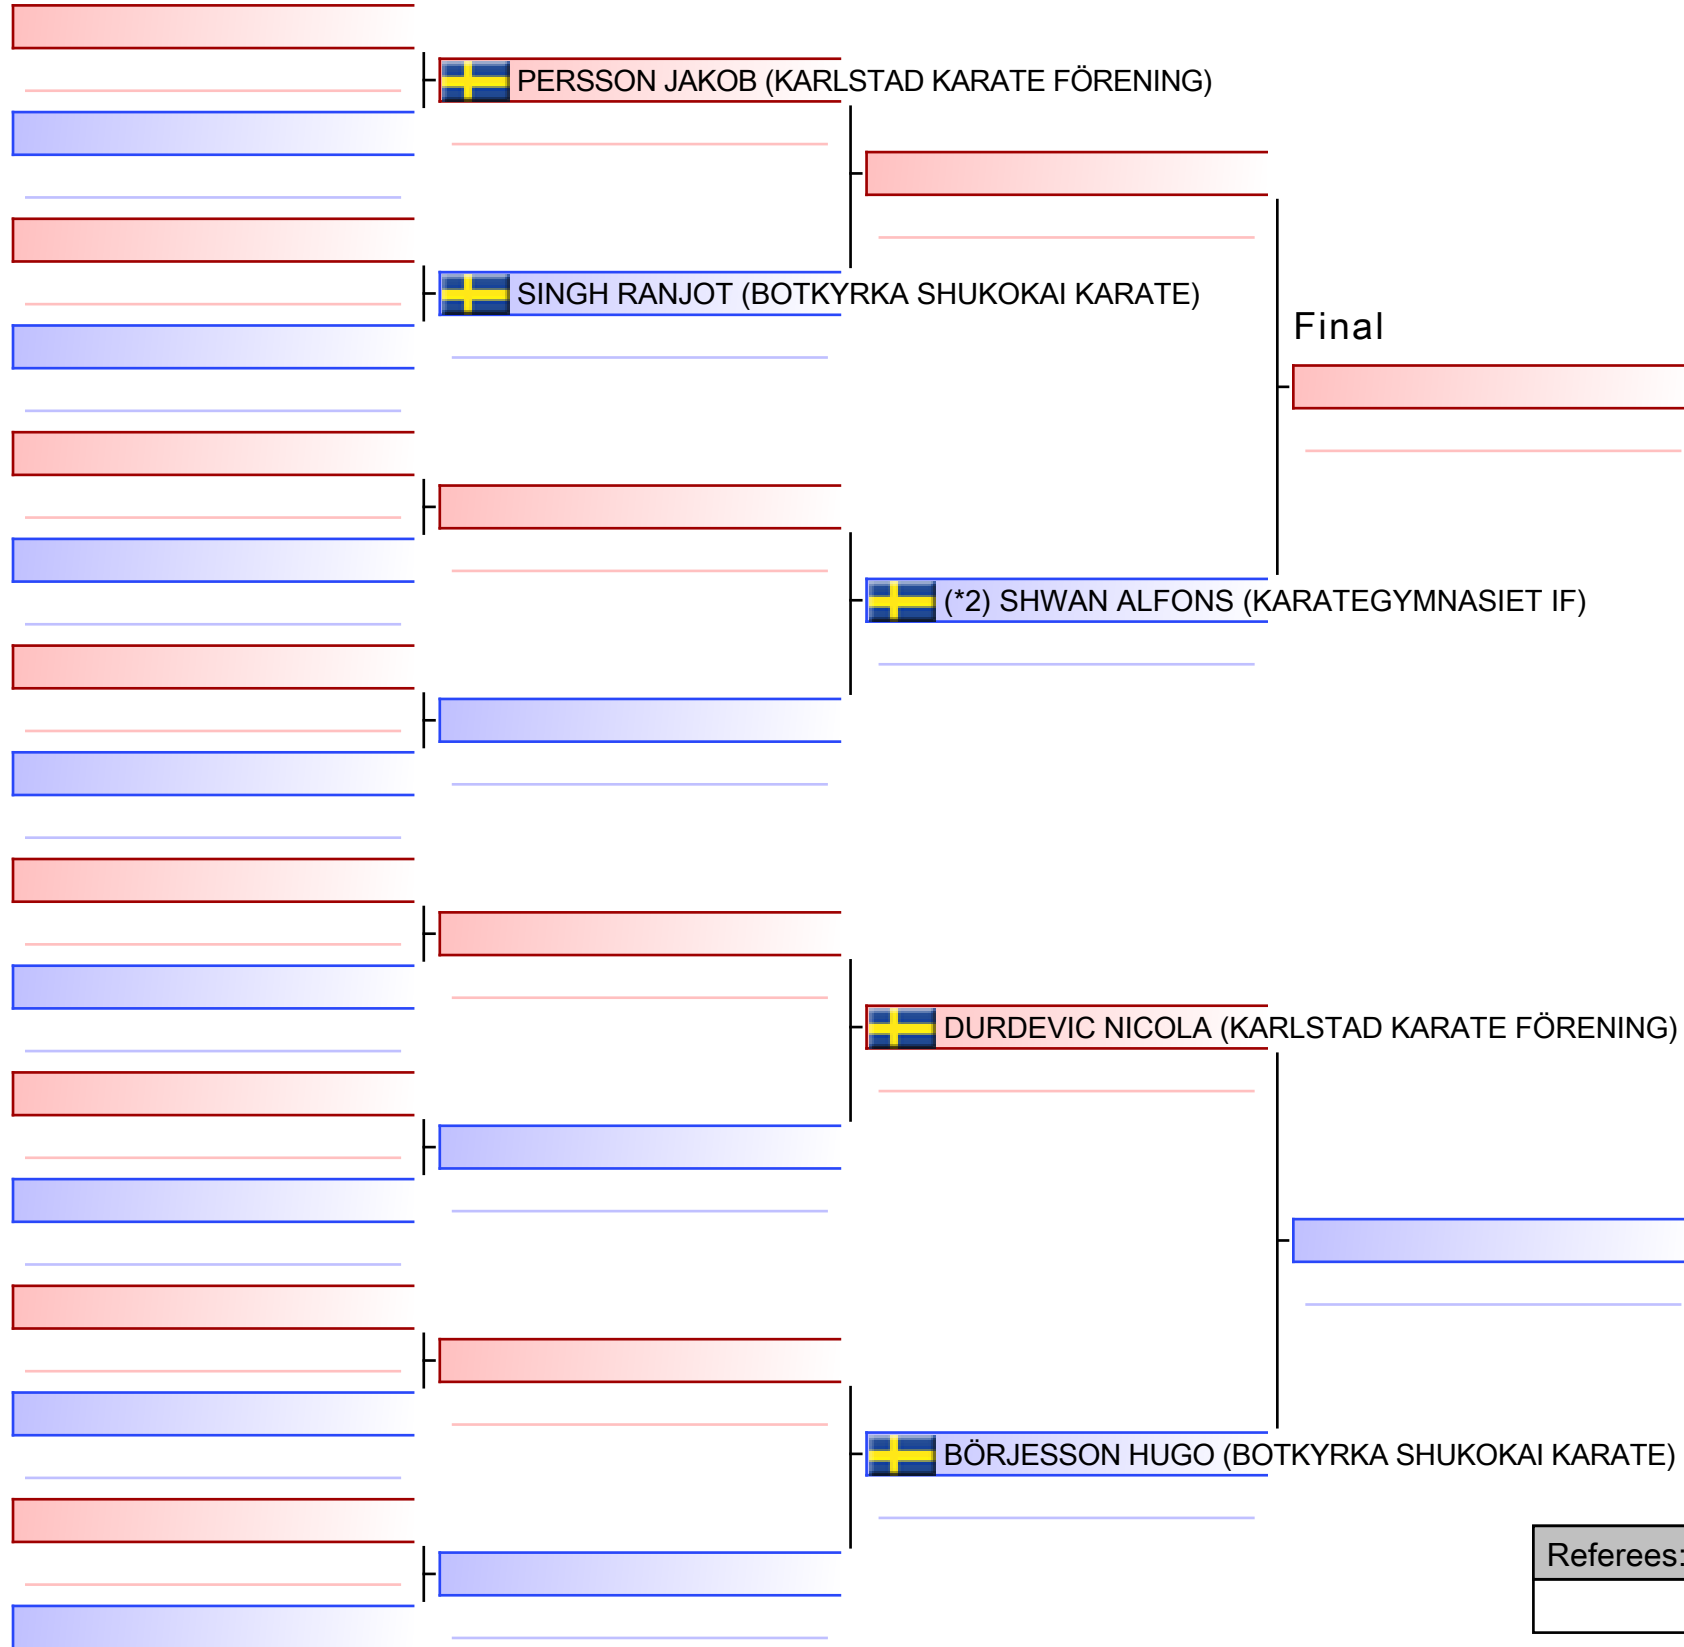 PERSSON JAKOB (KARLSTAD KARATE FÖRENING)
SINGH RANJOT (BOTKYRKA SHUKOKAI KARATE)
Final
(*2) SHWAN ALFONS (KARATEGYMNASIET IF)
DURDEVIC NICOLA (KARLSTAD KARATE FÖRENING)
BÖRJESSON HUGO (BOTKYRKA SHUKOKAI KARATE)
Referees: